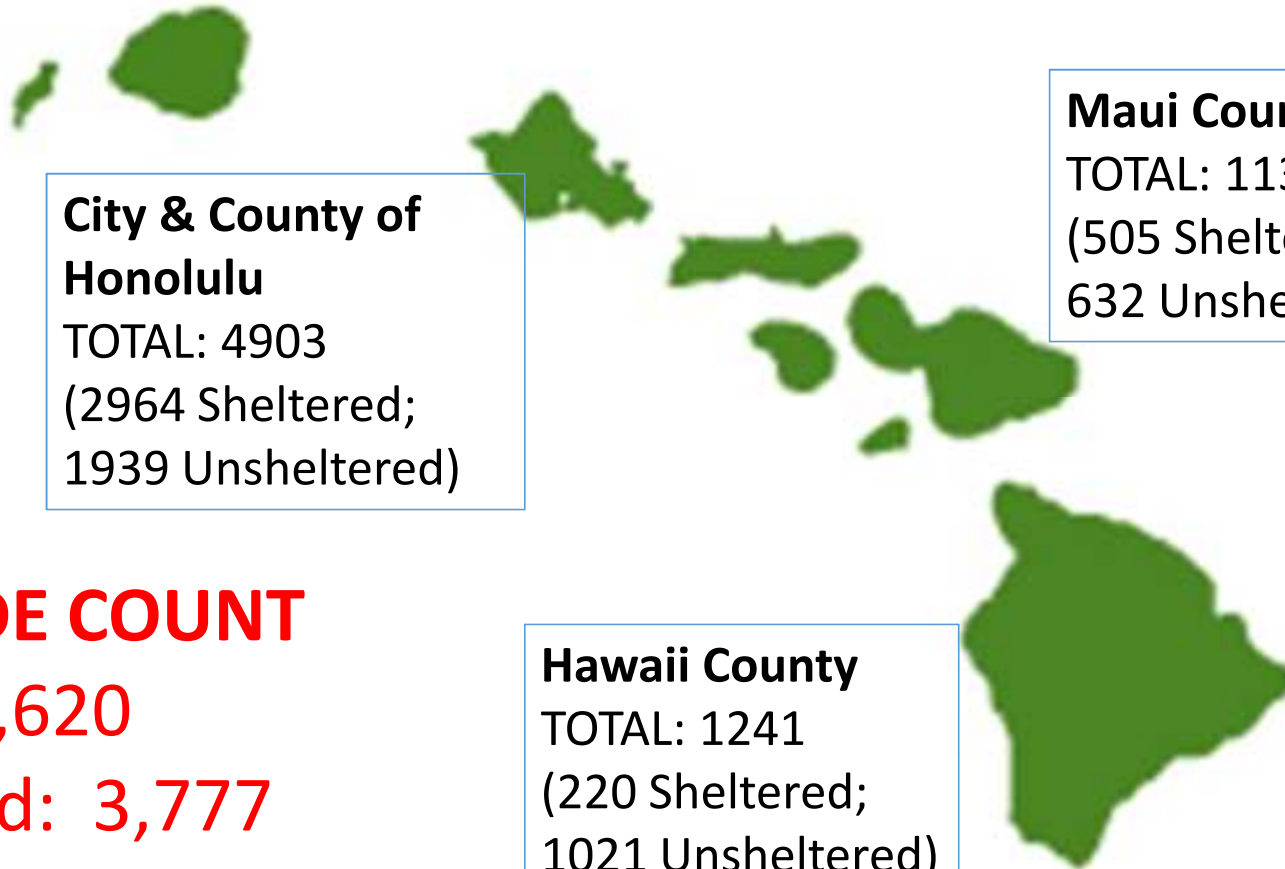 Maui Coun
TOTAL: 113
(505 Shelte
632 Unshe
City & County of
Honolulu
TOTAL: 4903
(2964 Sheltered;
1939 Unsheltered)
DE COUNT
,620
d: 3,777
Hawaii County
TOTAL: 1241
(220 Sheltered;
1021 Unsheltered)